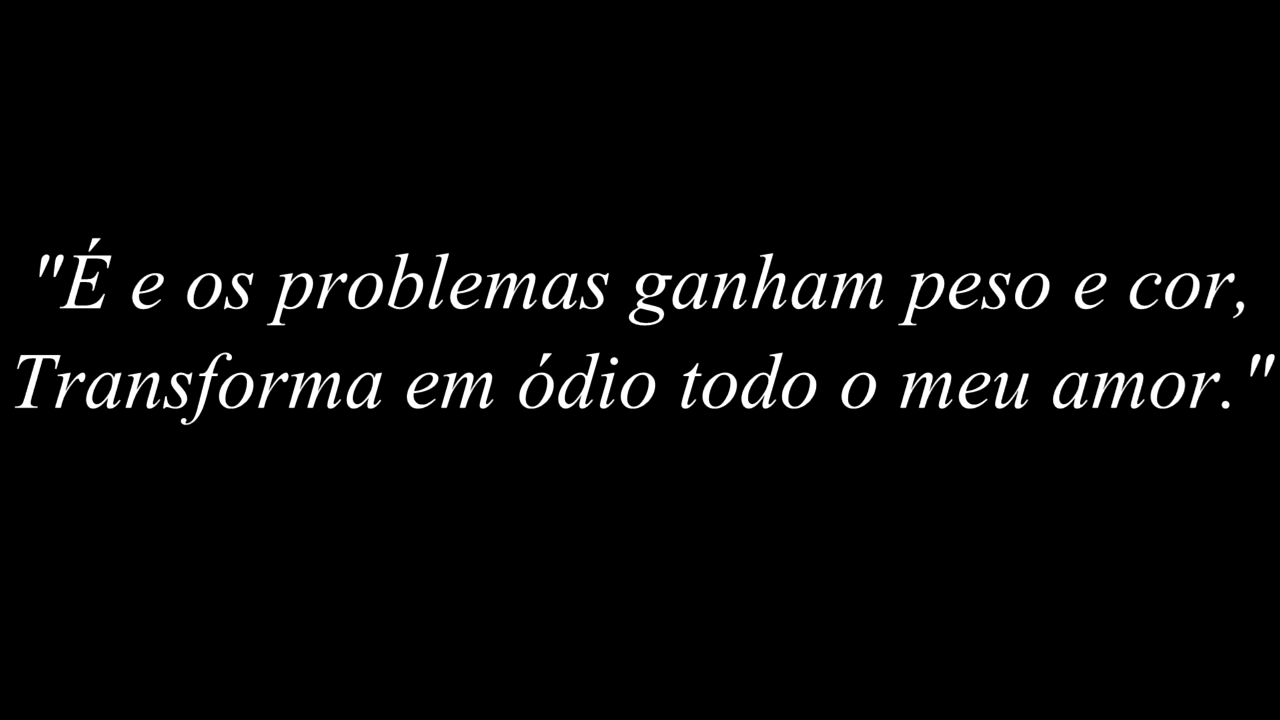 "É e os problemas ganham peso e cor,
Transforma em ódio todo o meu amor."